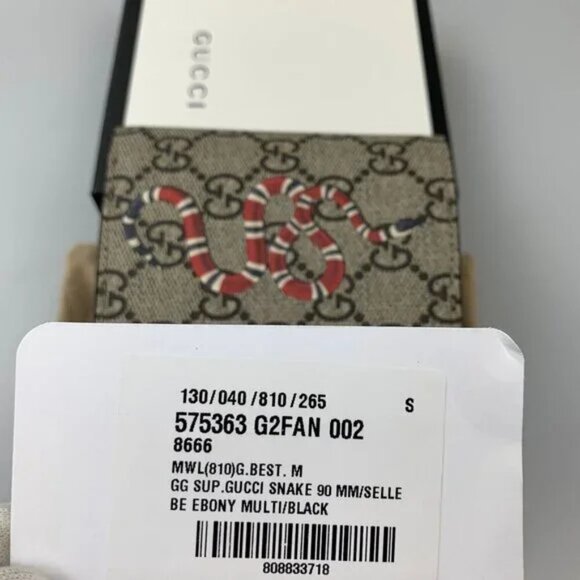 GUCCI
130/040/810/265 S
575363 G2FAN 002
8666
MWL(810)G.BEST. M
GG SUP.GUCCI SNAKE 90 MM/SELLE
BE EBONY MULTI/BLACK
808833718